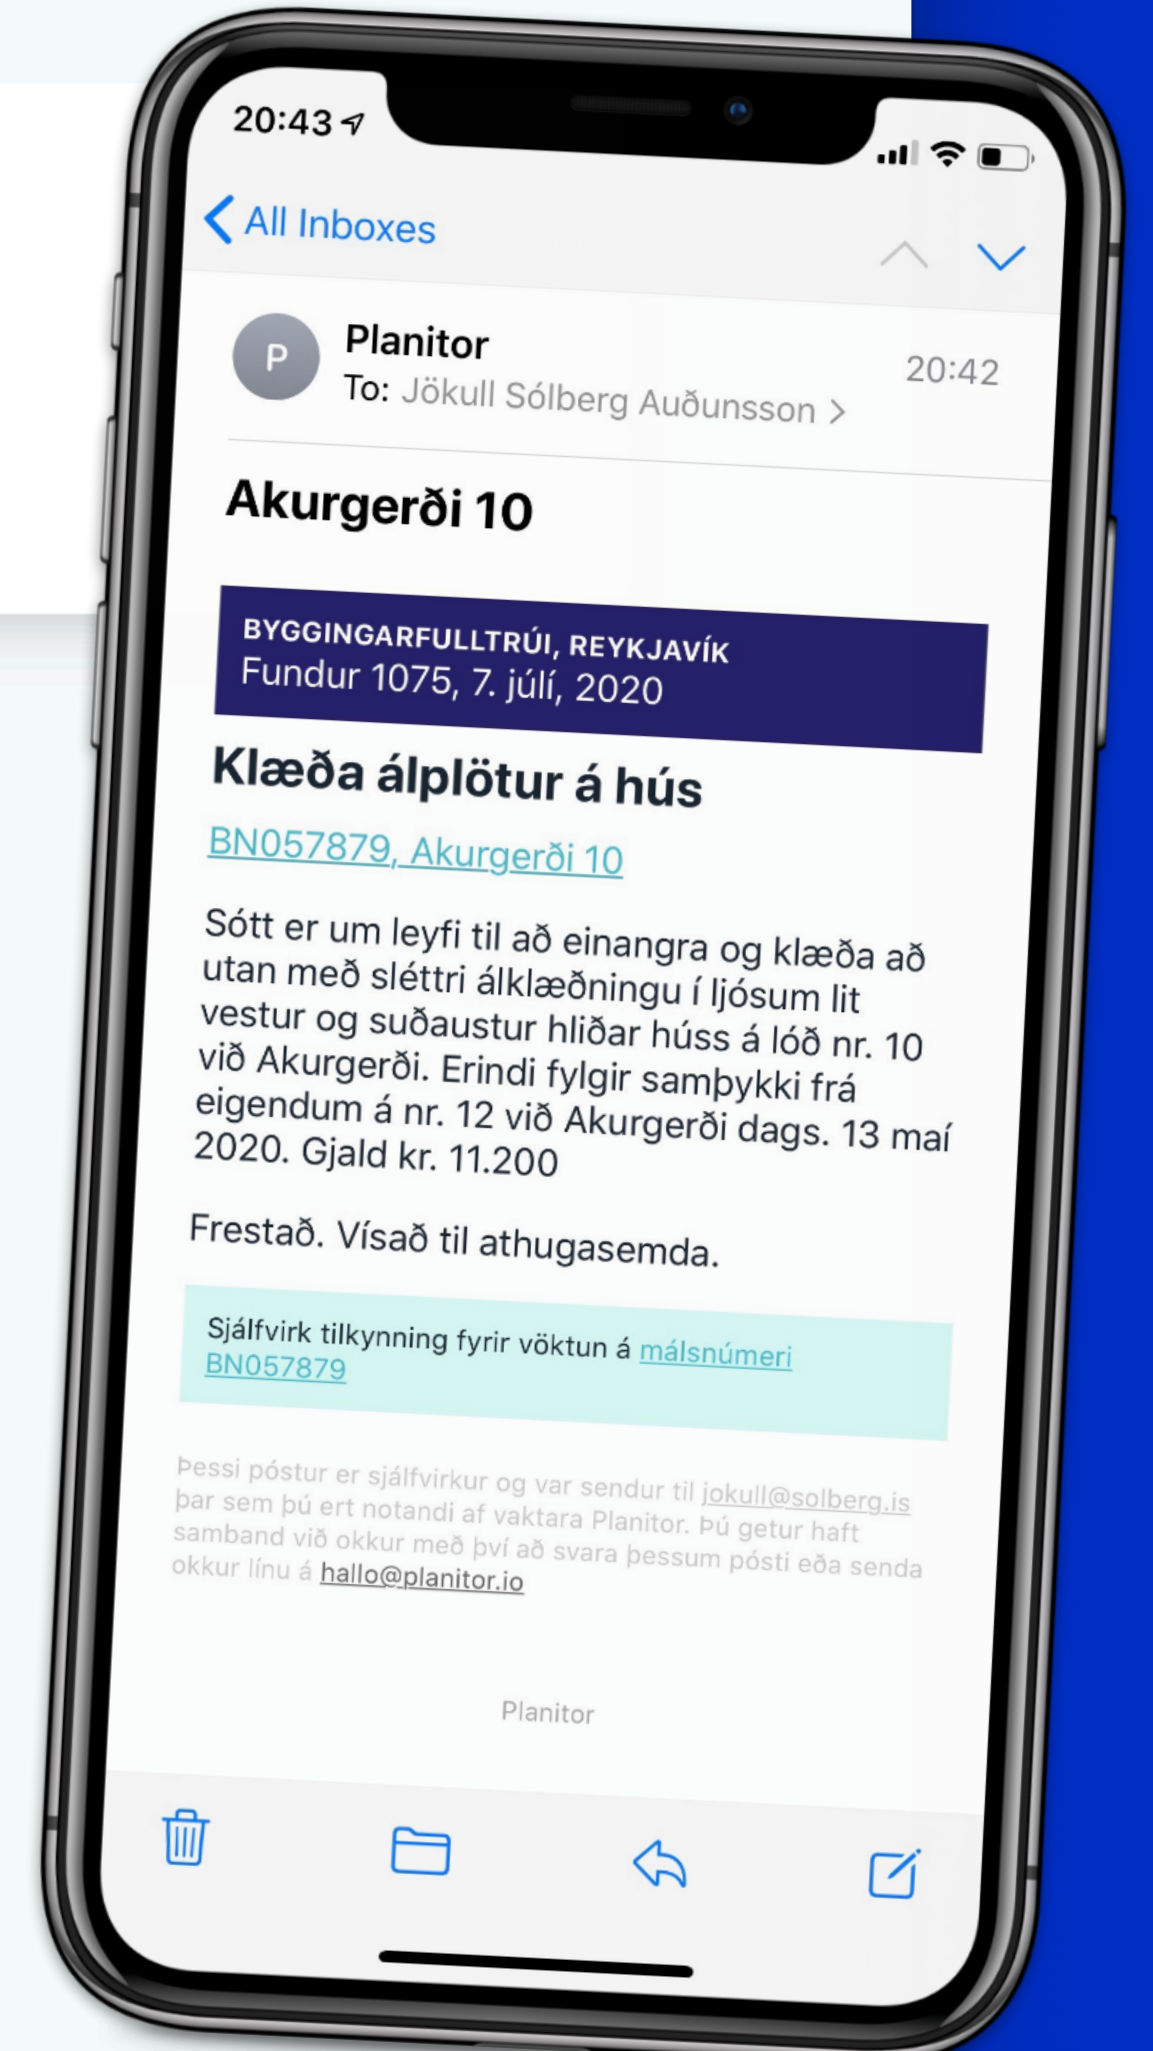 20:43
All Inboxes
P
Planitor
20:42
To: Jökull Sólberg Auðunsson
Akurgerði 10
BYGGINGARFULLTRÚI, REYKJAVÍK
Fundur 1075, 7. júlí, 2020
Klæða álplötur á hús
BN057879, Akurgerði 10
Sótt er um leyfi til að einangra og klæða að
utan með sléttri álklæðningu í ljósum lit
vestur og suðaustur hliðar húss á lóð nr. 10
við Akurgerði. Erindi fylgir samþykki frá
eigendum á nr. 12 við Akurgerði dags. 13 maí
2020. Gjald kr. 11.200
Frestað. Vísað til athugasemda.
Sjálfvirk tilkynning fyrir vöktun á málsnúmeri
BN057879
Þessi póstur er sjálfvirkur og var sendur til jokull@solberg.is
þar sem þú ert notandi af vaktara Planitor. Þú getur haft
samband við okkur með því að svara þessum pósti eða senda
okkur línu á hallo@planitor.io
Planitor